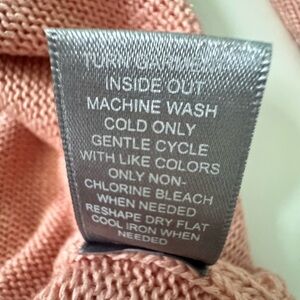 TURN GARMENT
INSIDE OUT
MACHINE WASH
COLD ONLY
GENTLE CYCLE
WITH LIKE COLORS
ONLY NON-
CHLORINE BLEACH
WHEN NEEDED
RESHAPE DRY FLAT
COOL IRON WHEN
NEEDED